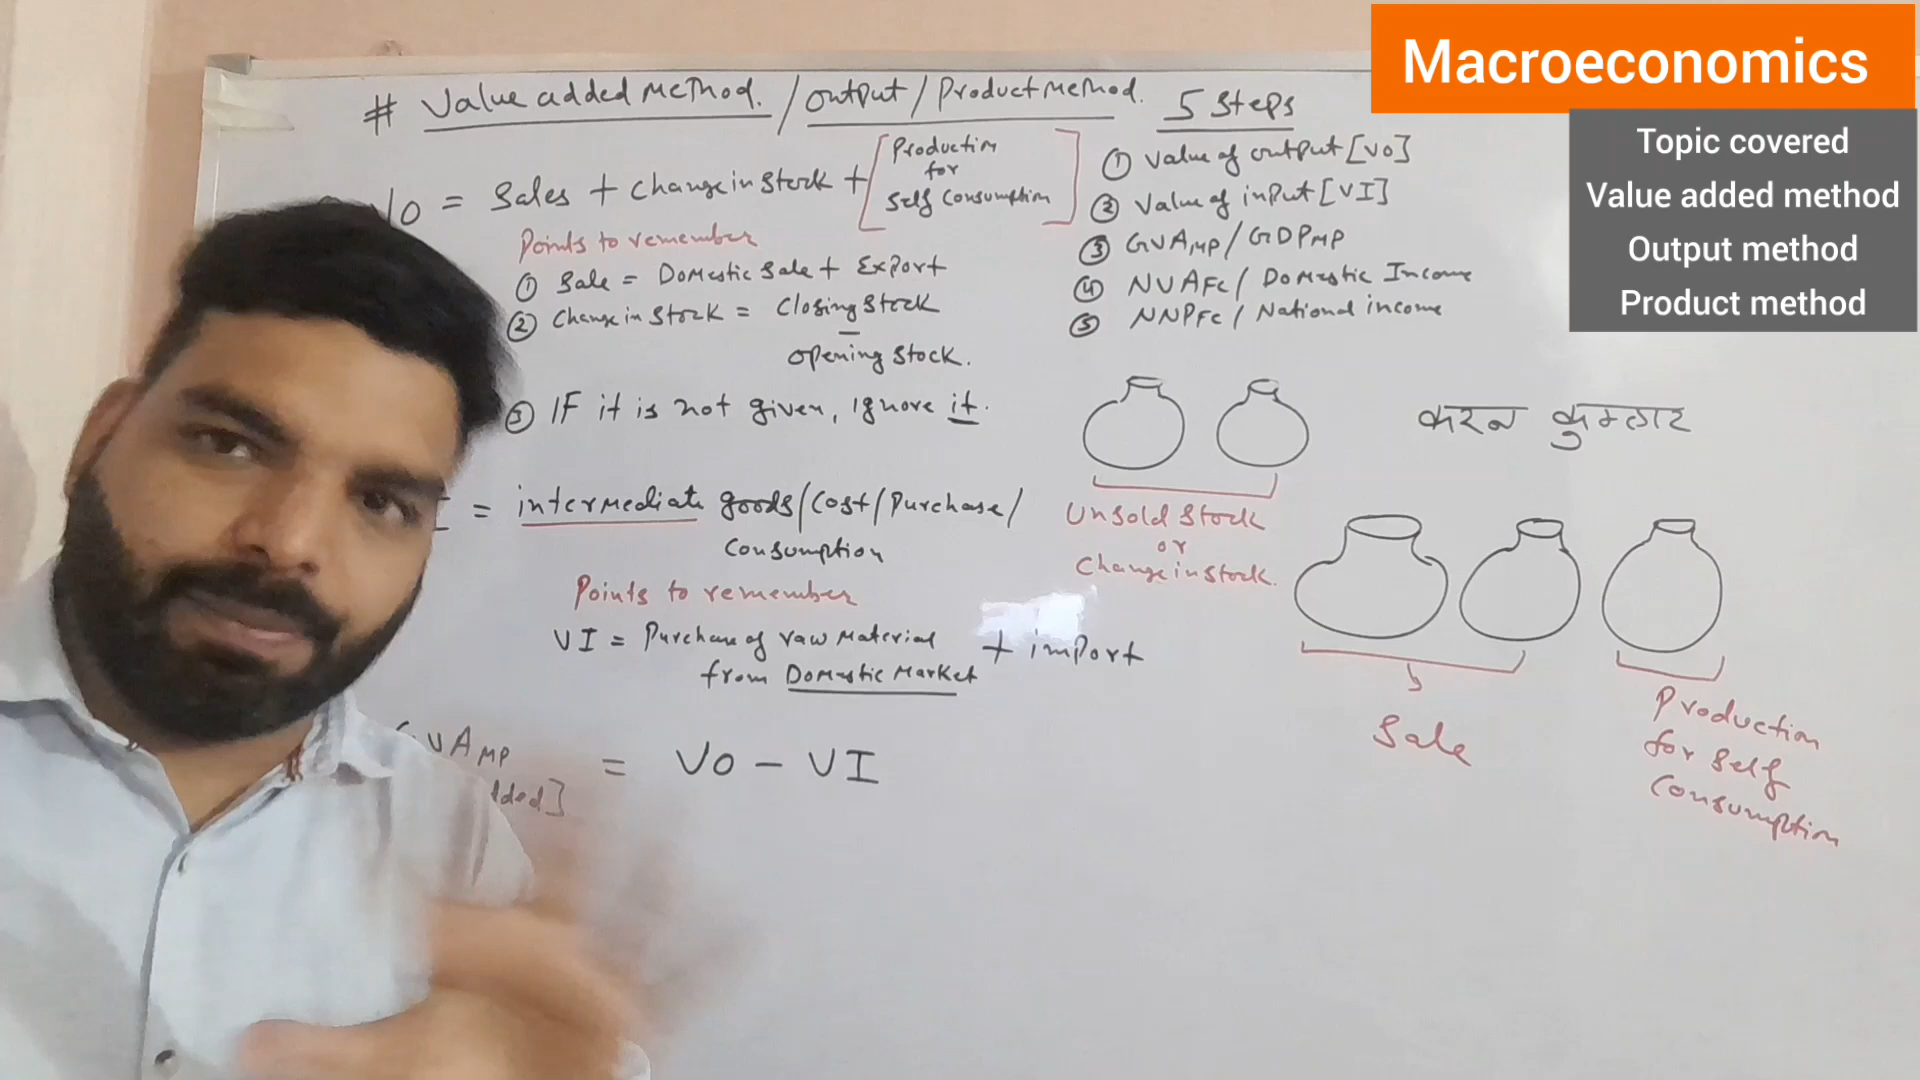 Macroeconomics
Topic covered
Value added method
Output method
Product method
# Value added method. / output / Product method.
VO = Sales + change in stock + [Production for Self Consumption]
Points to remember
① Sale = Domestic Sale + Export
② Change in Stock = Closing Stock
–
opening stock.
③ IF it is not given, ignore it.
= intermediate goods/Cost/Purchase/
Consumption
Points to remember
VI = Purchase of raw Material + import
from Domestic Market
GVAMP = VO – VI
5 Steps
① Value of output [VO]
② Value of input [VI]
③ GVAMP / GDPMP
④ NVAFC / Domestic Income
⑤ NNPFC / National income
करन कुम्हार
Unsold Stock
or
Change in Stock.
Sale
Production
for Self
Consumption